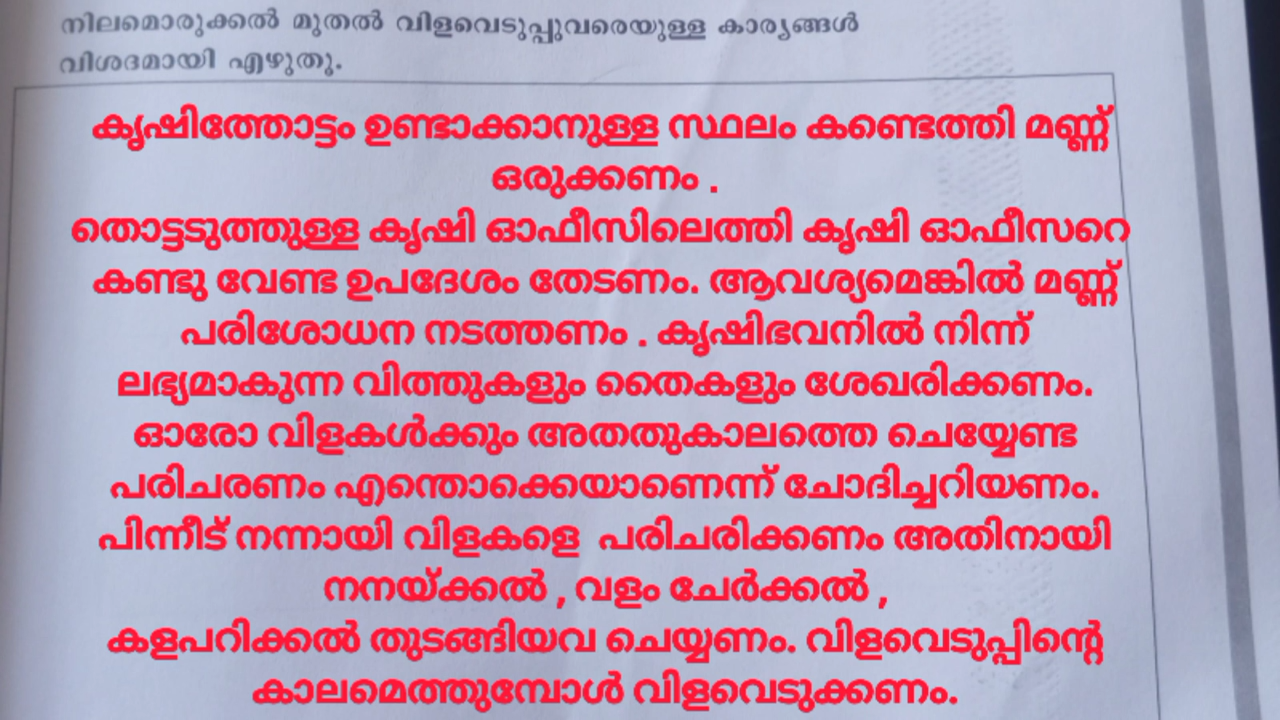 നിലമൊരുക്കൽ മുതൽ വിളവെടുപ്പുവരെയുള്ള കാര്യങ്ങൾ
വിശദമായി എഴുതൂ.
കൃഷിത്തോട്ടം ഉണ്ടാക്കാനുള്ള സ്ഥലം കണ്ടെത്തി മണ്ണ്
ഒരുക്കണം .
തൊട്ടടുത്തുള്ള കൃഷി ഓഫീസിലെത്തി കൃഷി ഓഫീസറെ
കണ്ടു വേണ്ട ഉപദേശം തേടണം. ആവശ്യമെങ്കിൽ മണ്ണ്
പരിശോധന നടത്തണം . കൃഷിഭവനിൽ നിന്ന്
ലഭ്യമാകുന്ന വിത്തുകളും തൈകളും ശേഖരിക്കണം.
ഓരോ വിളകൾക്കും അതതുകാലത്തെ ചെയ്യേണ്ട
പരിചരണം എന്തൊക്കെയാണെന്ന് ചോദിച്ചറിയണം.
പിന്നീട് നന്നായി വിളകളെ പരിചരിക്കണം അതിനായി
നനയ്ക്കൽ , വളം ചേർക്കൽ ,
കളപറിക്കൽ തുടങ്ങിയവ ചെയ്യണം. വിളവെടുപ്പിന്റെ
കാലമെത്തുമ്പോൾ വിളവെടുക്കണം.